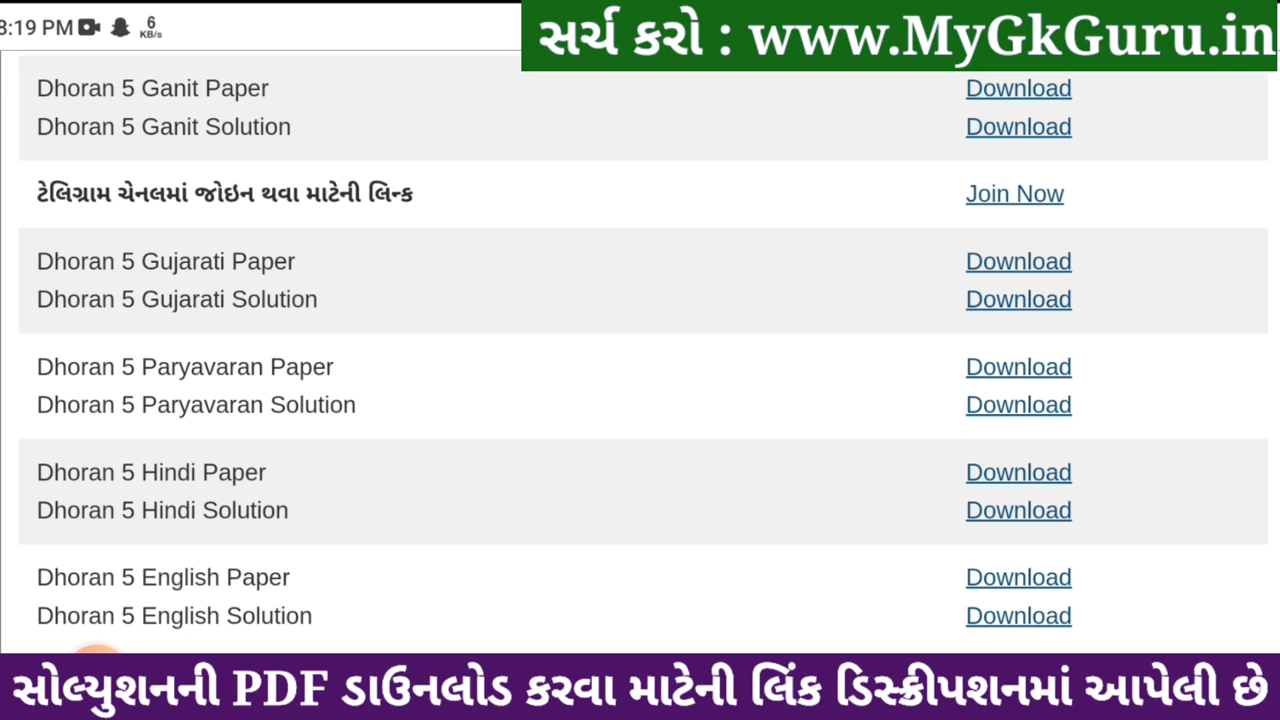 8:19 PM 6 KB/s
સર્ચ કરો : www.MyGkGuru.in
Dhoran 5 Ganit Paper Download
Dhoran 5 Ganit Solution Download
ટેલિગ્રામ ચેનલમાં જોઇન થવા માટેની લિન્ક Join Now
Dhoran 5 Gujarati Paper Download
Dhoran 5 Gujarati Solution Download
Dhoran 5 Paryavaran Paper Download
Dhoran 5 Paryavaran Solution Download
Dhoran 5 Hindi Paper Download
Dhoran 5 Hindi Solution Download
Dhoran 5 English Paper Download
Dhoran 5 English Solution Download
સોલ્યુશનની PDF ડાઉનલોડ કરવા માટેની લિંક ડિસ્ક્રીપશનમાં આપેલી છે